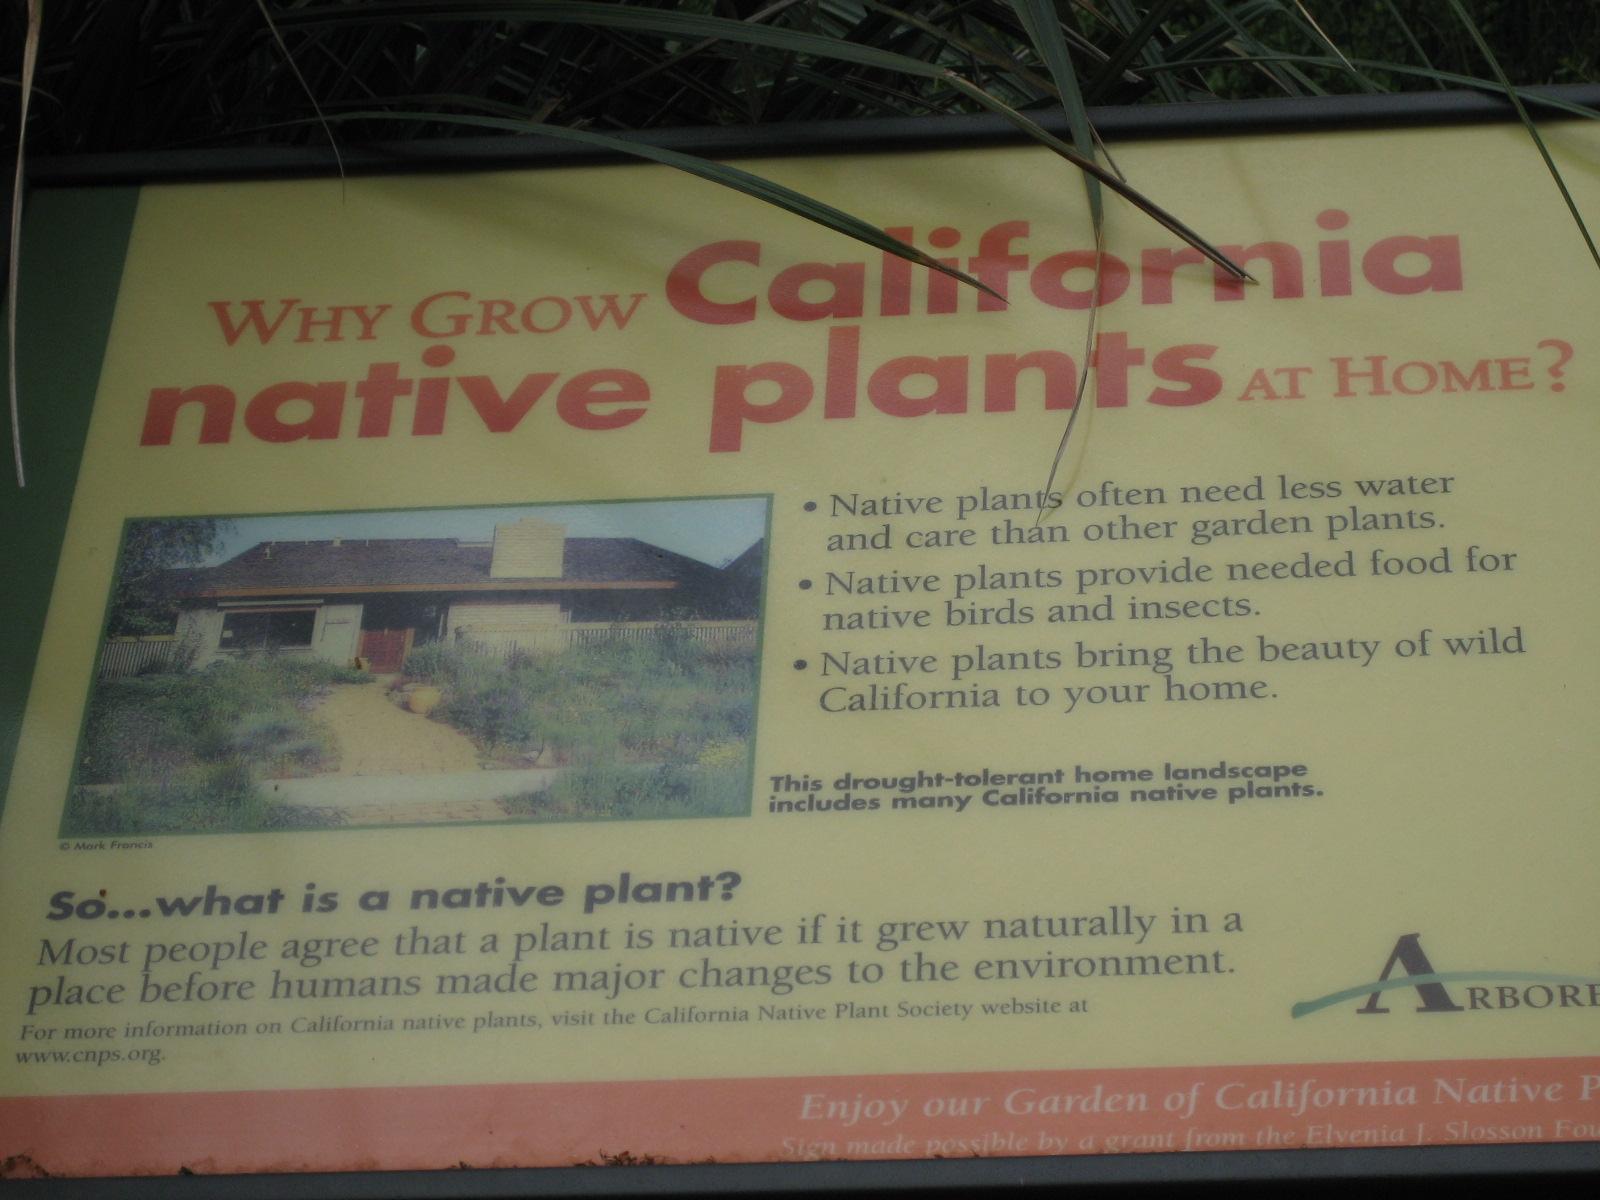 WHY GROW California
native plants AT HOME?
• Native plants often need less water
and care than other garden plants.
• Native plants provide needed food for
native birds and insects.
• Native plants bring the beauty of wild
California to your home.
This drought-tolerant home landscape
includes many California native plants.
© Mark Francis
So...what is a native plant?
Most people agree that a plant is native if it grew naturally in a
place before humans made major changes to the environment.
For more information on California native plants, visit the California Native Plant Society website at
www.cnps.org.
ARBORE
Enjoy our Garden of California Native P
Sign made possible by a grant from the Elvenia J. Slosson Fou